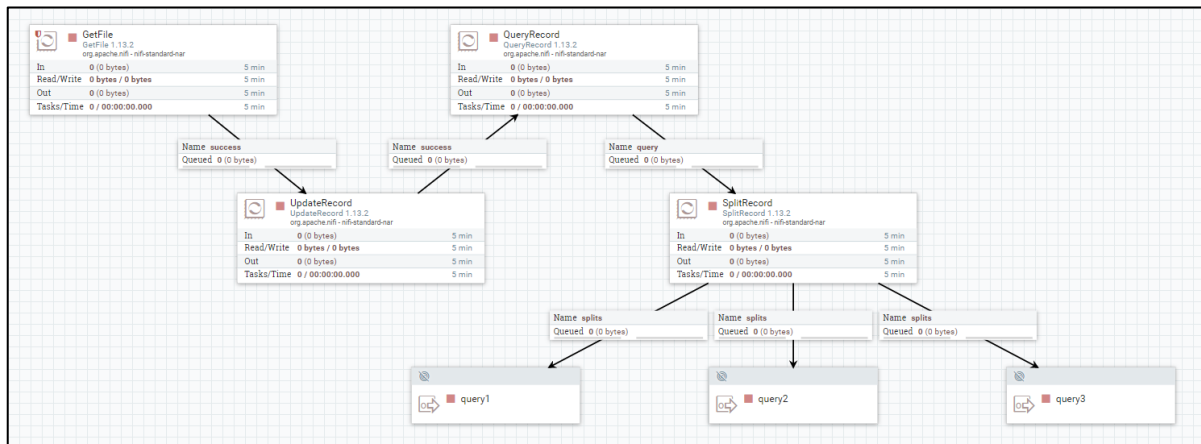 GetFile
GetFile 1.13.2
org.apache.nifi - nifi-standard-nar
In 0 (0 bytes) 5 min
Read/Write 0 bytes / 0 bytes 5 min
Out 0 (0 bytes) 5 min
Tasks/Time 0 / 00:00:00.000 5 min
QueryRecord
QueryRecord 1.13.2
org.apache.nifi - nifi-standard-nar
In 0 (0 bytes) 5 min
Read/Write 0 bytes / 0 bytes 5 min
Out 0 (0 bytes) 5 min
Tasks/Time 0 / 00:00:00.000 5 min
Name success
Queued 0 (0 bytes)
Name success
Queued 0 (0 bytes)
Name query
Queued 0 (0 bytes)
UpdateRecord
UpdateRecord 1.13.2
org.apache.nifi - nifi-standard-nar
In 0 (0 bytes) 5 min
Read/Write 0 bytes / 0 bytes 5 min
Out 0 (0 bytes) 5 min
Tasks/Time 0 / 00:00:00.000 5 min
SplitRecord
SplitRecord 1.13.2
org.apache.nifi - nifi-standard-nar
In 0 (0 bytes) 5 min
Read/Write 0 bytes / 0 bytes 5 min
Out 0 (0 bytes) 5 min
Tasks/Time 0 / 00:00:00.000 5 min
Name splits
Queued 0 (0 bytes)
Name splits
Queued 0 (0 bytes)
Name splits
Queued 0 (0 bytes)
query1
query2
query3